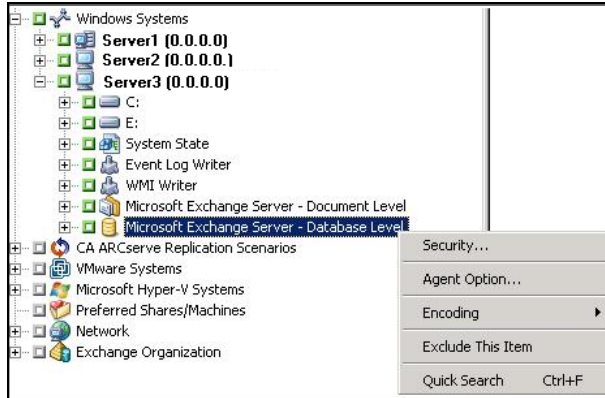 Windows Systems
Server1 (0.0.0.0)
Server2 (0.0.0.0.)
Server3 (0.0.0.0)
C:
E:
System State
Event Log Writer
WMI Writer
Microsoft Exchange Server - Document Level
Microsoft Exchange Server - Database Level
CA ARCserve Replication Scenarios
VMware Systems
Microsoft Hyper-V Systems
Preferred Shares/Machines
Network
Exchange Organization
Security...
Agent Option...
Encoding
Exclude This Item
Quick Search Ctrl+F